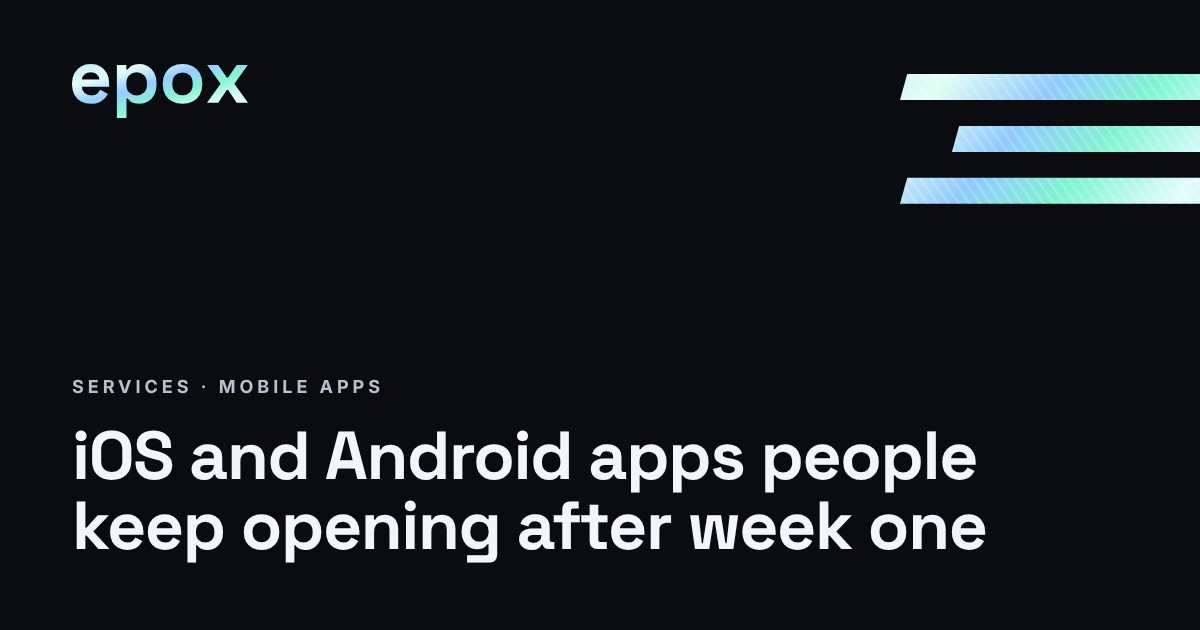 epox
SERVICES · MOBILE APPS
iOS and Android apps people
keep opening after week one